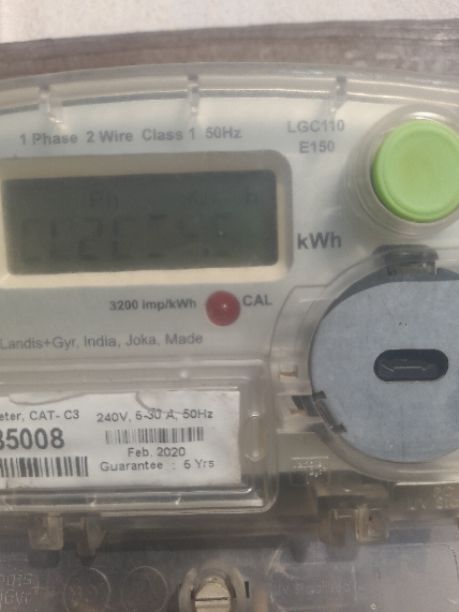 1 Phase 2 Wire Class 1 50Hz
LGC110
E150
kWh
3200 imp/kWh
CAL
Landis+Gyr, India, Joka, Made
eter, CAT- C3
240V, 5-30 A, 50Hz
35008
Feb. 2020
Guarantee : 5 Yrs